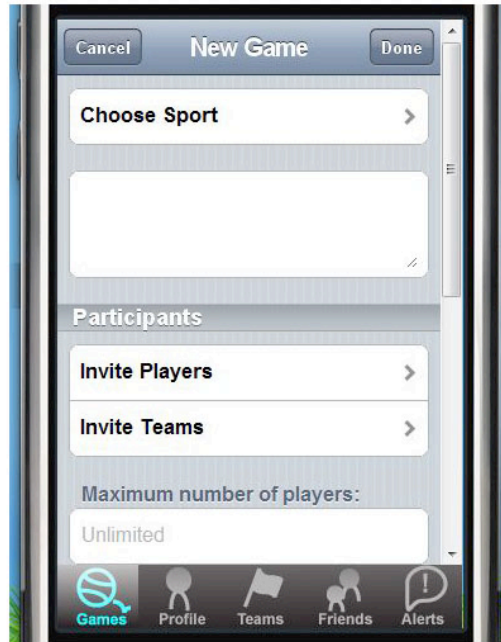 Cancel New Game Done
Choose Sport
Participants
Invite Players
Invite Teams
Maximum number of players:
Unlimited
!
Games Profile Teams Friends Alerts